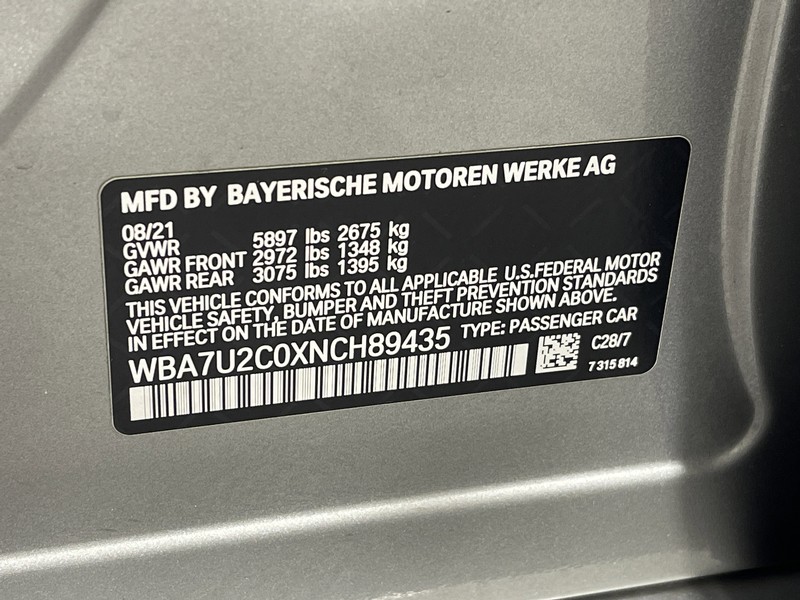 MFD BY BAYERISCHE MOTOREN WERKE AG
08/21
GVWR 5897 lbs 2675 kg
GAWR FRONT 2972 lbs 1348 kg
GAWR REAR 3075 lbs 1395 kg
THIS VEHICLE CONFORMS TO ALL APPLICABLE U.S.FEDERAL MOTOR
VEHICLE SAFETY, BUMPER AND THEFT PREVENTION STANDARDS
IN EFFECT ON THE DATE OF MANUFACTURE SHOWN ABOVE.
WBA7U2C0XNCH89435 TYPE: PASSENGER CAR
C28/7
7 315 814